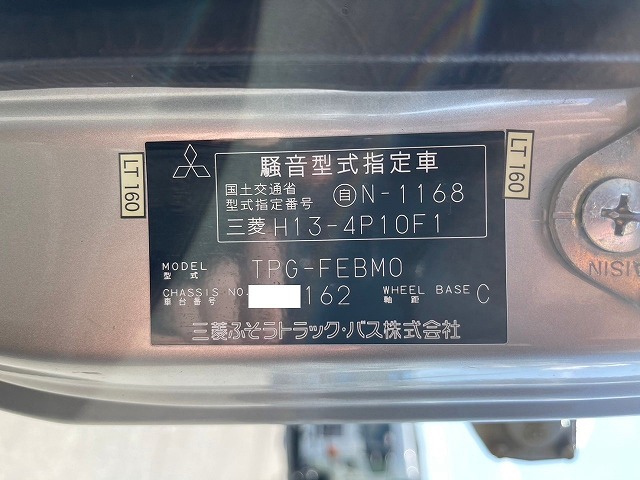 騒音型式指定車
国土交通省
型式指定番号 自N-1168
三菱 H13-4P10F1
MODEL
型式 TPG-FEBM0
CHASSIS NO. 162 WHEEL BASE C
車台番号 軸距
三菱ふそうトラック・バス株式会社
LT 160
LT 160
AISIN